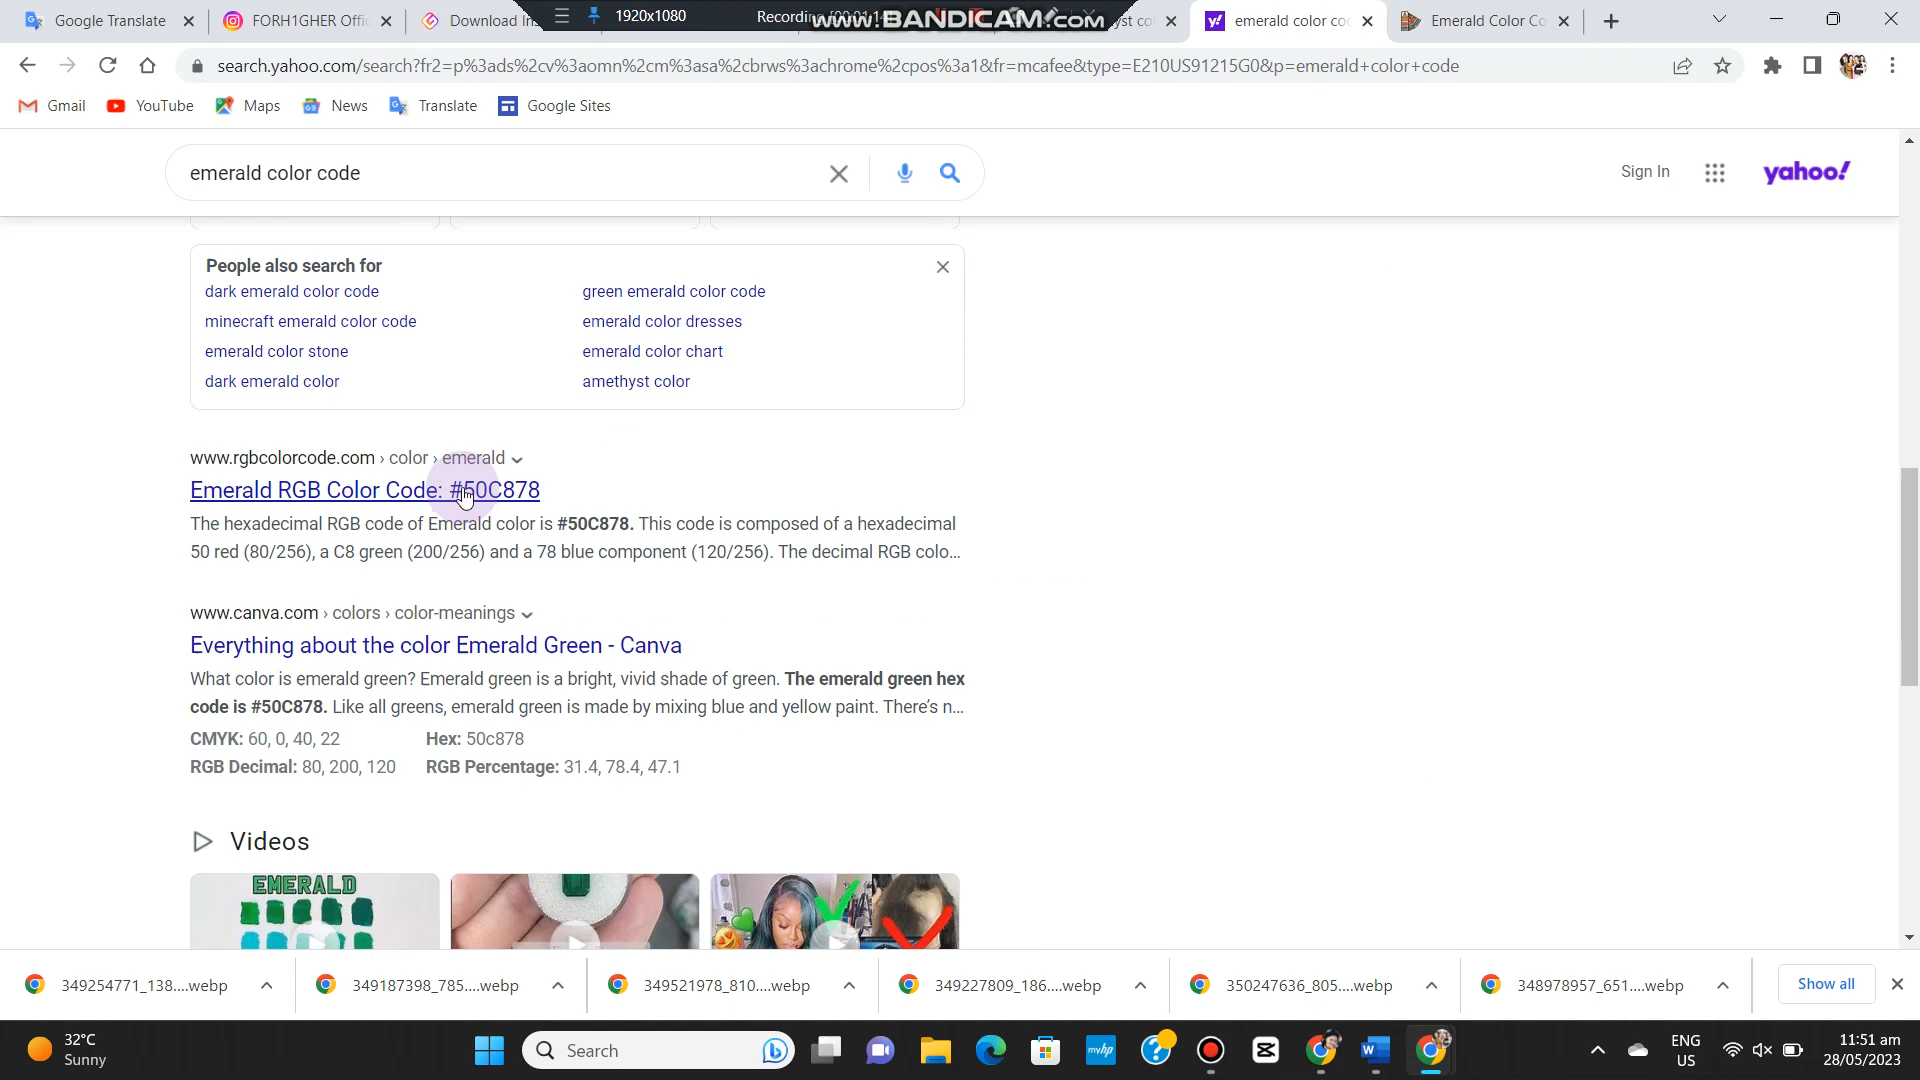 Google Translate
FORH1GHER Offic
Download In
1920x1080
Recording
www.BANDICAM.com
emerald color co
Emerald Color Co
search.yahoo.com/search?fr2=p%3ads%2cv%3aomn%2cm%3asa%2cbrws%3achrome%2cpos%3a1&fr=mcafee&type=E210US91215G0&p=emerald+color+code
Gmail
YouTube
Maps
News
Translate
Google Sites
emerald color code
Sign In
yahoo!
People also search for
dark emerald color code
green emerald color code
minecraft emerald color code
emerald color dresses
emerald color stone
emerald color chart
dark emerald color
amethyst color
www.rgbcolorcode.com › color › emerald
Emerald RGB Color Code: #50C878
The hexadecimal RGB code of Emerald color is #50C878. This code is composed of a hexadecimal
50 red (80/256), a C8 green (200/256) and a 78 blue component (120/256). The decimal RGB colo...
www.canva.com › colors › color-meanings
Everything about the color Emerald Green - Canva
What color is emerald green? Emerald green is a bright, vivid shade of green. The emerald green hex
code is #50C878. Like all greens, emerald green is made by mixing blue and yellow paint. There's n...
CMYK: 60, 0, 40, 22
Hex: 50c878
RGB Decimal: 80, 200, 120
RGB Percentage: 31.4, 78.4, 47.1
Videos
EMERALD
349254771_138....webp
349187398_785....webp
349521978_810....webp
349227809_186....webp
350247636_805....webp
348978957_651....webp
Show all
32°C
Sunny
Search
myhp
ENG
US
11:51 am
28/05/2023